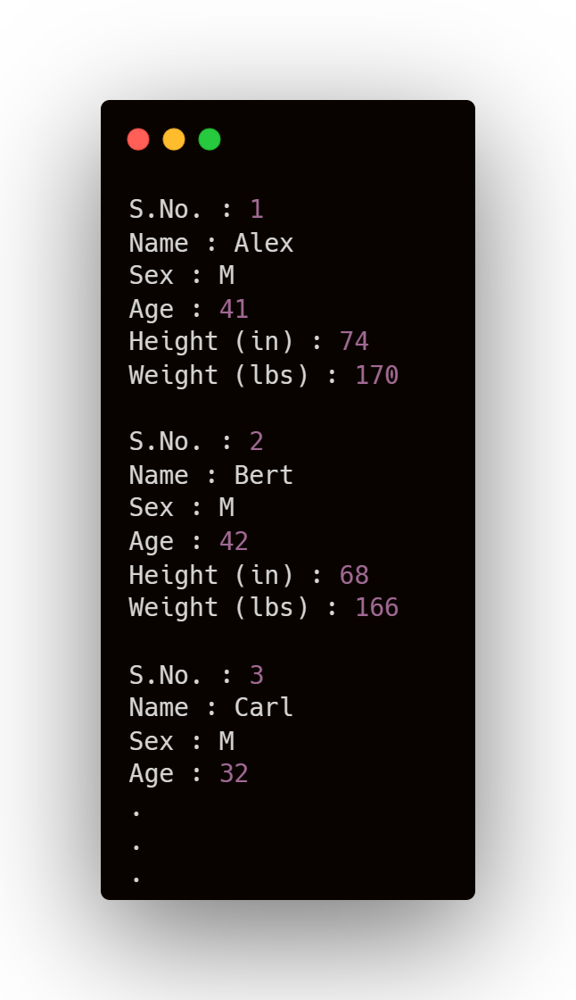 S.No. : 1
Name : Alex
Sex : M
Age : 41
Height (in) : 74
Weight (lbs) : 170
S.No. : 2
Name : Bert
Sex : M
Age : 42
Height (in) : 68
Weight (lbs) : 166
S.No. : 3
Name : Carl
Sex : M
Age : 32
.
.
.